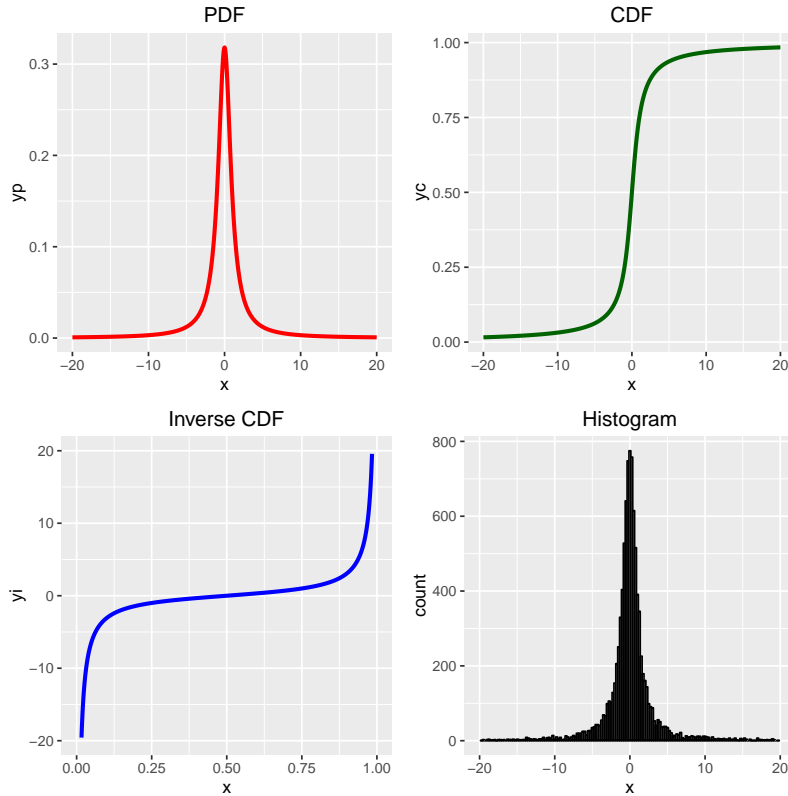 PDF
yp
0.3
0.2
0.1
0.0
−20 −10 0 10 20
x
CDF
yc
1.00
0.75
0.50
0.25
0.00
−20 −10 0 10 20
x
Inverse CDF
yi
20
10
0
−10
−20
0.00 0.25 0.50 0.75 1.00
x
Histogram
count
800
600
400
200
0
−20 −10 0 10 20
x